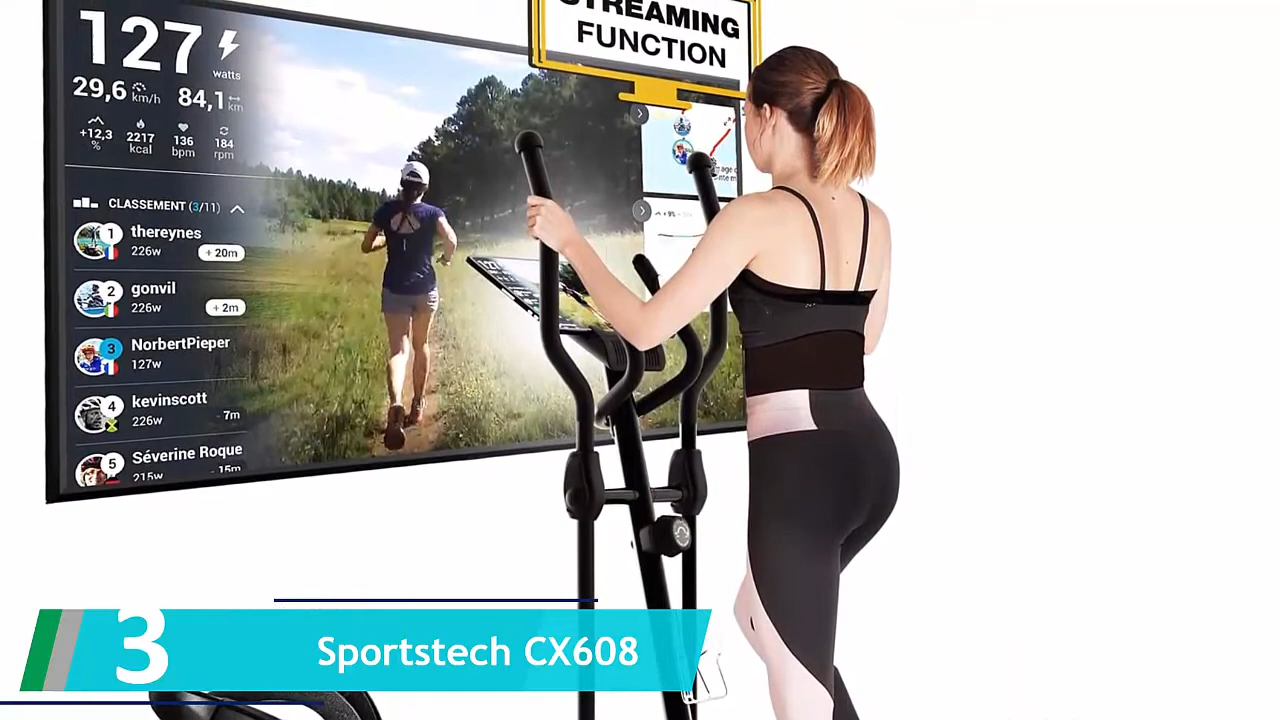 STREAMING
FUNCTION
127
watts
29,6 km/h 84,1 km
+12,3 2217 136 184
% kcal bpm rpm
CLASSEMENT (3/11)
1 thereynes
226w + 20m
2 gonvil
226w + 2m
3 NorbertPieper
127w
4 kevinscott
226w - 7m
5 Séverine Roque
215w - 15m
3 Sportstech CX608